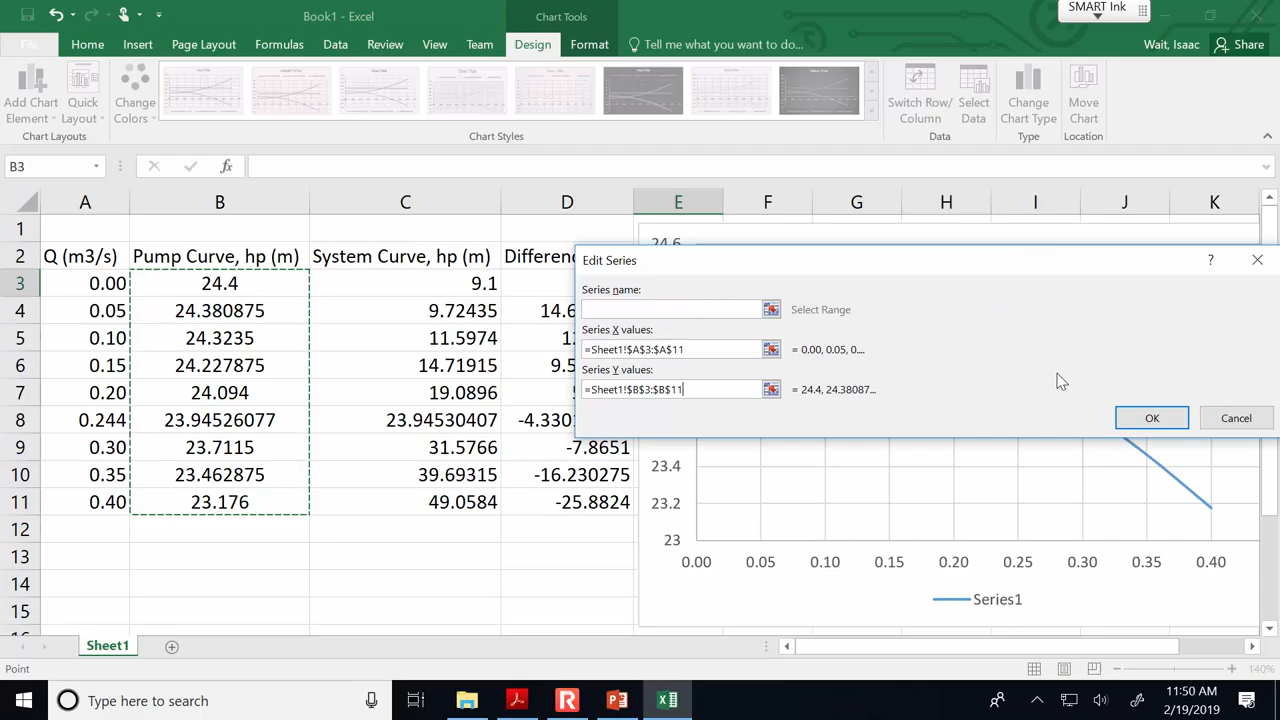 Book1 - Excel
Chart Tools
SMART Ink
File
Home
Insert
Page Layout
Formulas
Data
Review
View
Team
Design
Format
Tell me what you want to do...
Wait, Isaac
Share
Add Chart Element
Quick Layout
Change Colors
Switch Row/ Column
Select Data
Change Chart Type
Move Chart
Chart Layouts
Chart Styles
Data
Type
Location
B3
fx
A B C D E F G H I J K
1
2 Q (m3/s) Pump Curve, hp (m) System Curve, hp (m) Differen
3 0.00 24.4 9.1
4 0.05 24.380875 9.72435 14.6
5 0.10 24.3235 11.5974 1
6 0.15 24.227875 14.71915 9.5
7 0.20 24.094 19.0896
8 0.244 23.94526077 23.94530407 -4.330
9 0.30 23.7115 31.5766 -7.8651
10 0.35 23.462875 39.69315 -16.230275
11 0.40 23.176 49.0584 -25.8824
12
13
14
15
24.6
Edit Series
?
Series name:
Select Range
Series X values:
=Sheet1!$A$3:$A$11
= 0.00, 0.05, 0....
Series Y values:
=Sheet1!$B$3:$B$11
= 24.4, 24.38087...
OK
Cancel
23.4
23.2
23
0.00 0.05 0.10 0.15 0.20 0.25 0.30 0.35 0.40
Series1
Sheet1
Point
140%
Type here to search
11:50 AM
2/19/2019